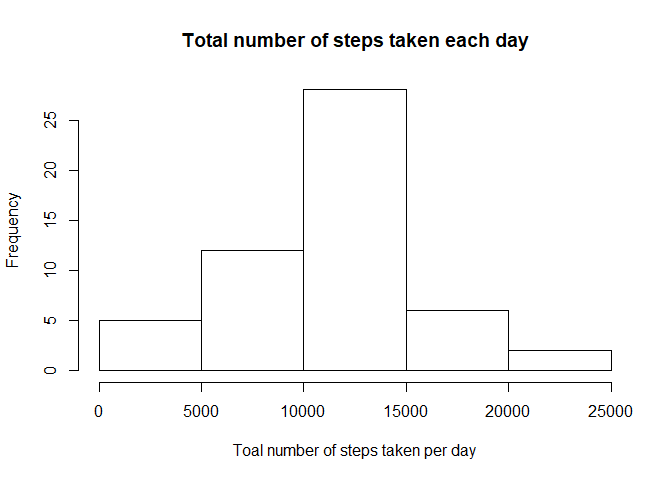 Total number of steps taken each day
Frequency
25
20
15
10
5
0
0 5000 10000 15000 20000 25000
Toal number of steps taken per day